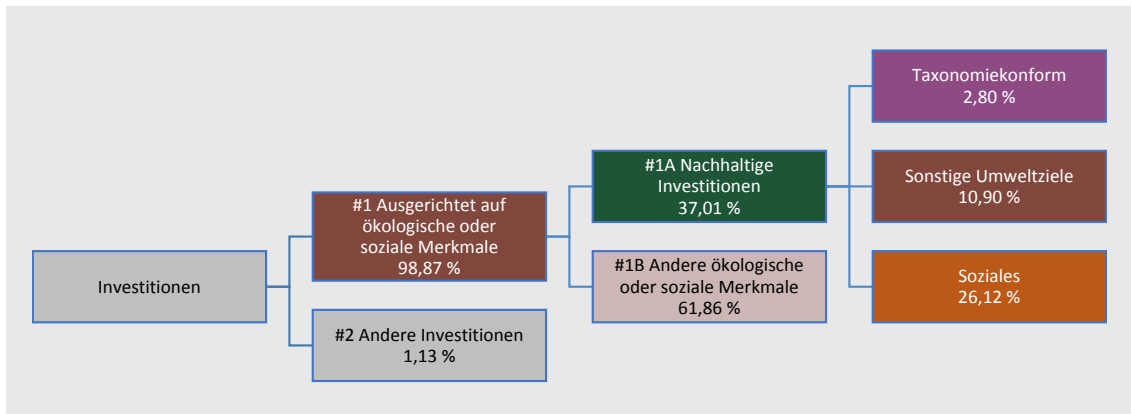 Investitionen
#1 Ausgerichtet auf
ökologische oder
soziale Merkmale
98,87 %
#2 Andere Investitionen
1,13 %
#1A Nachhaltige
Investitionen
37,01 %
#1B Andere ökologische
oder soziale Merkmale
61,86 %
Taxonomiekonform
2,80 %
Sonstige Umweltziele
10,90 %
Soziales
26,12 %